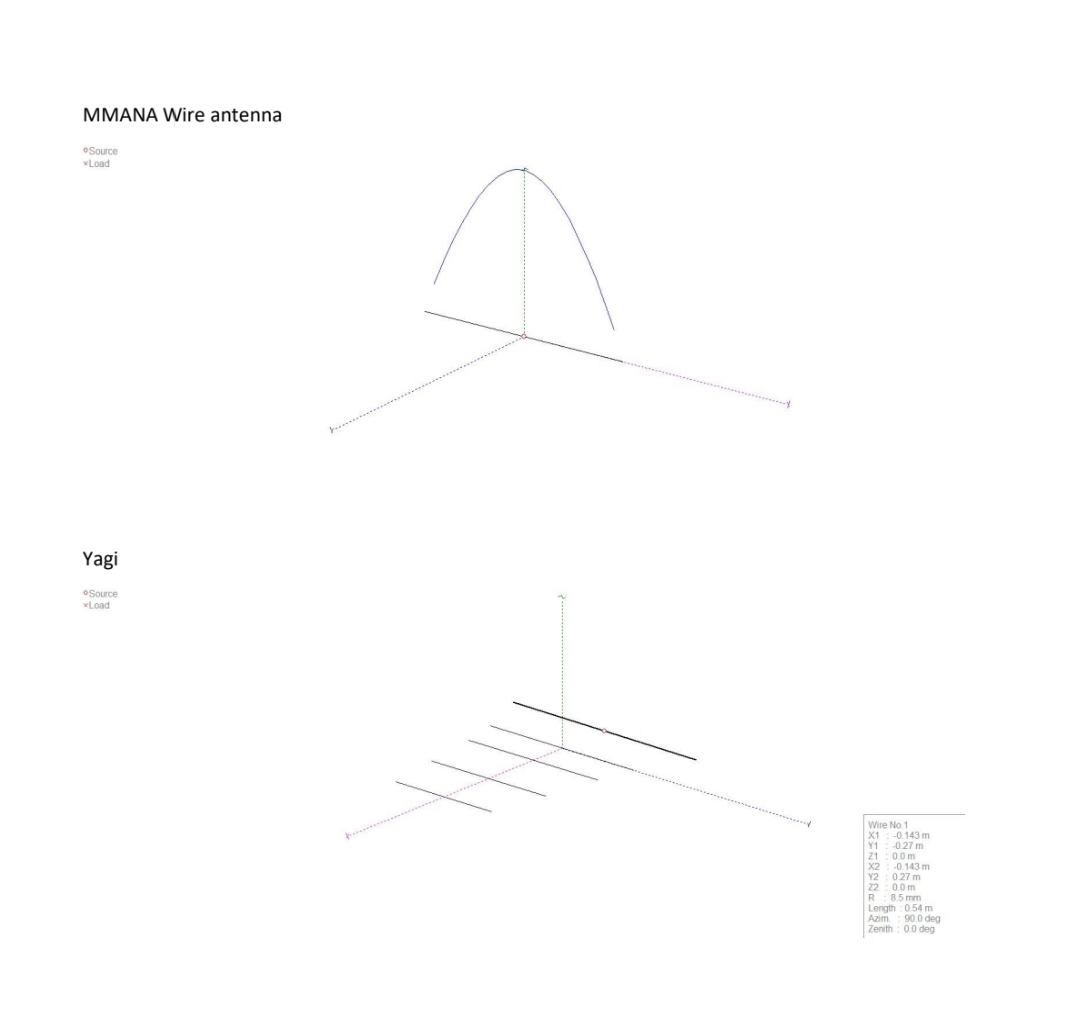 MMANA Wire antenna
Source
Load
Y
X
Yagi
Source
Load
Z
X
Y
Wire No.1
X1 : -0.143 m
Y1 : -0.27 m
Z1 : 0.0 m
X2 : -0.143 m
Y2 : 0.27 m
Z2 : 0.0 m
R : 8.5 mm
Length : 0.54 m
Azim. : 90.0 deg
Zenith : 0.0 deg